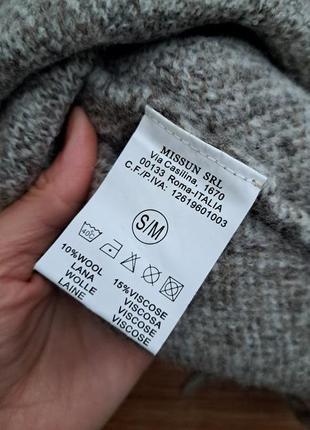 MISSUN SRL
Via Casilina, 1670
00133 Roma-ITALIA
C.F./P.IVA: 12619601003
S/M
40
10%WOOL
LANA
WOLLE
LAINE
15%VISCOSE
VISCOSA
VISCOSE
VISCOSE